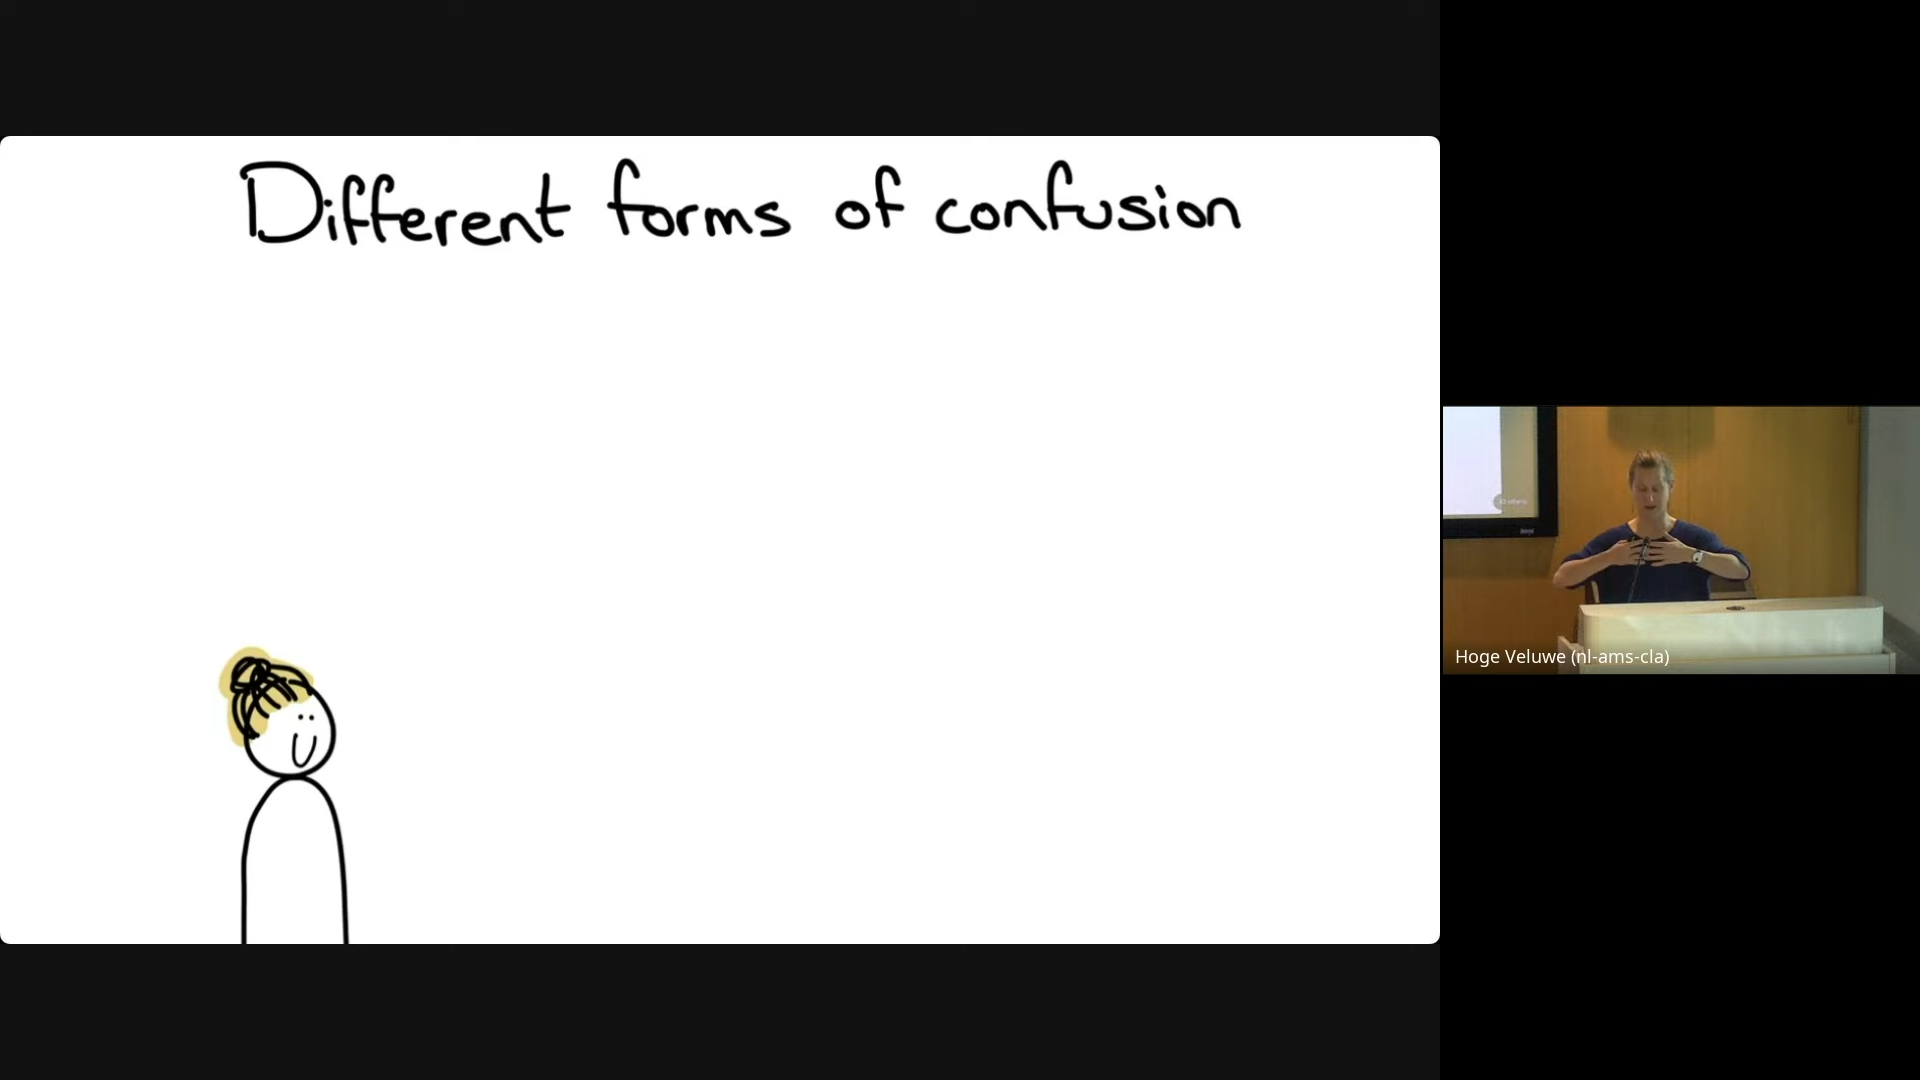 Different forms of confusion
Hoge Veluwe (nl-ams-cla)